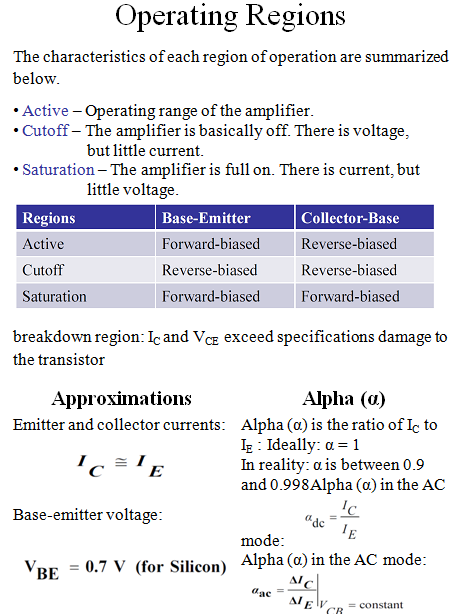 Operating Regions
The characteristics of each region of operation are summarized
below.
• Active – Operating range of the amplifier.
• Cutoff – The amplifier is basically off. There is voltage,
but little current.
• Saturation – The amplifier is full on. There is current, but
little voltage.
Regions Base-Emitter Collector-Base
Active Forward-biased Reverse-biased
Cutoff Reverse-biased Reverse-biased
Saturation Forward-biased Forward-biased
breakdown region: IC and VCE exceed specifications damage to
the transistor
Approximations
Emitter and collector currents:
IC ≅ IE
Base-emitter voltage:
VBE = 0.7 V (for Silicon)
Alpha (α)
Alpha (α) is the ratio of IC to
IE : Ideally: α = 1
In reality: α is between 0.9
and 0.998Alpha (α) in the AC
mode: αdc = IC / IE
Alpha (α) in the AC mode:
αac = ΔIC / ΔIE | VCB = constant